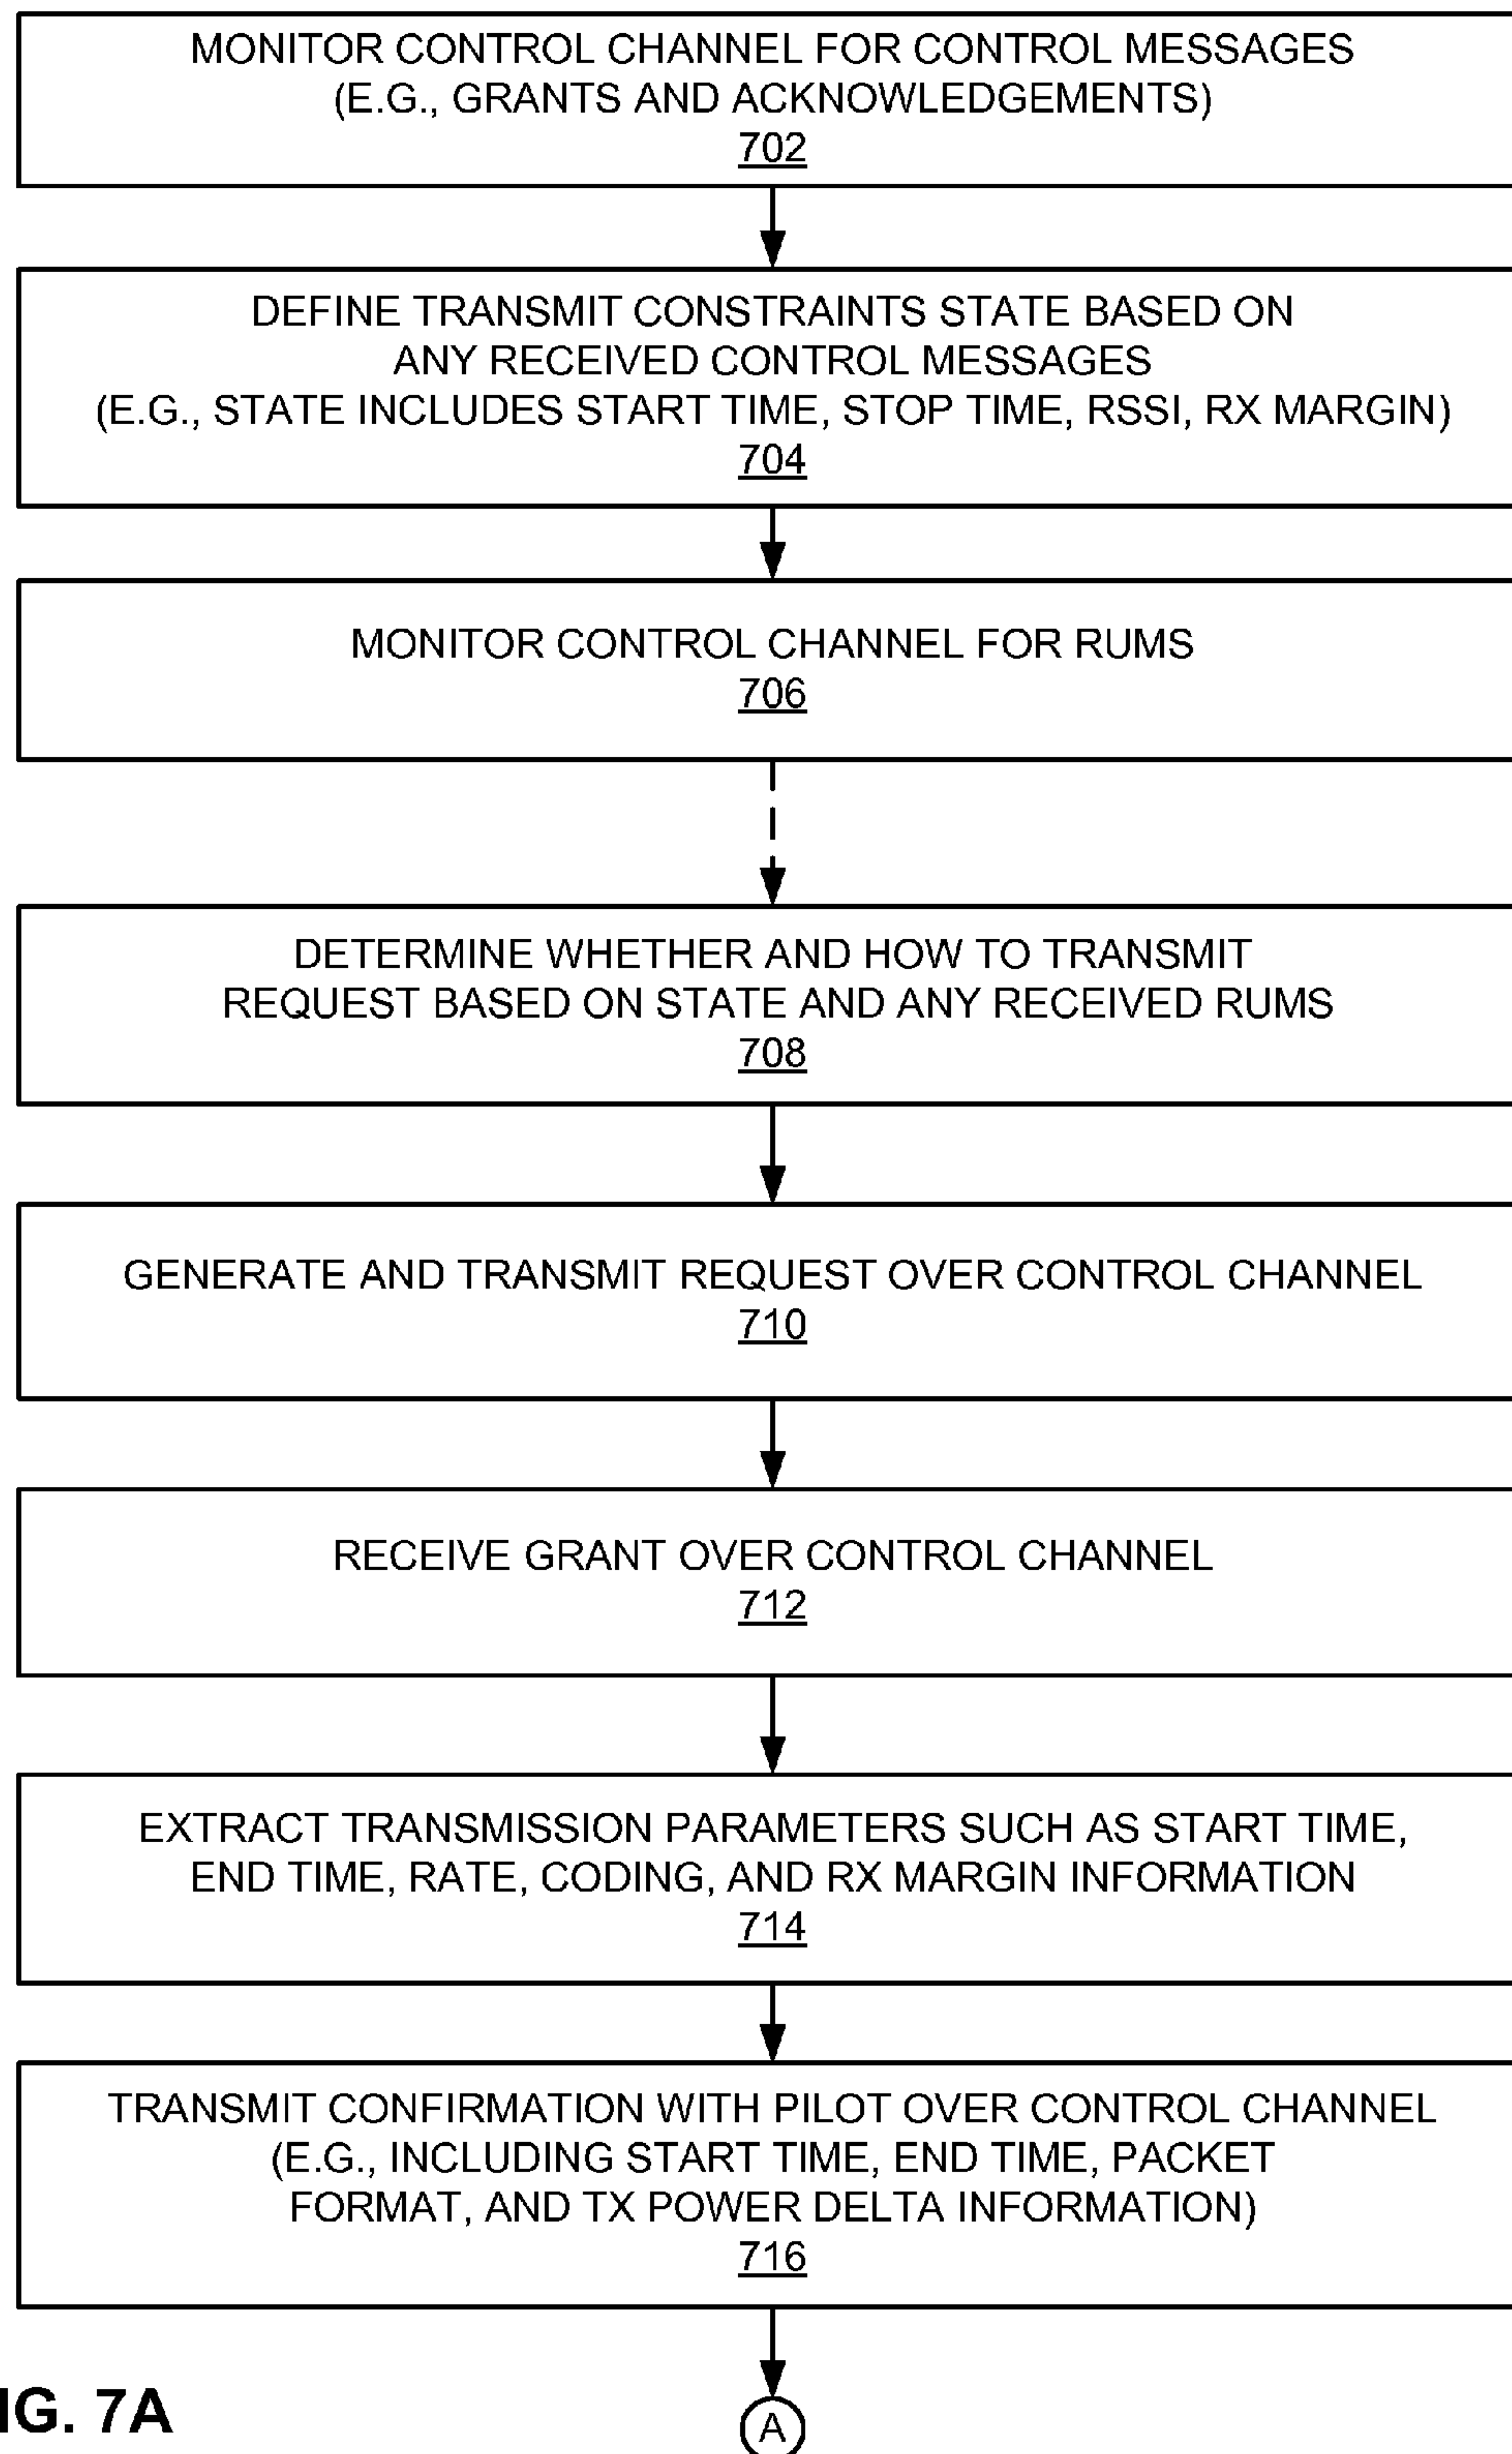 MONITOR CONTROL CHANNEL FOR CONTROL MESSAGES
(E.G., GRANTS AND ACKNOWLEDGEMENTS)
702
DEFINE TRANSMIT CONSTRAINTS STATE BASED ON
ANY RECEIVED CONTROL MESSAGES
(E.G., STATE INCLUDES START TIME, STOP TIME, RSSI, RX MARGIN)
704
MONITOR CONTROL CHANNEL FOR RUMS
706
DETERMINE WHETHER AND HOW TO TRANSMIT
REQUEST BASED ON STATE AND ANY RECEIVED RUMS
708
GENERATE AND TRANSMIT REQUEST OVER CONTROL CHANNEL
710
RECEIVE GRANT OVER CONTROL CHANNEL
712
EXTRACT TRANSMISSION PARAMETERS SUCH AS START TIME,
END TIME, RATE, CODING, AND RX MARGIN INFORMATION
714
TRANSMIT CONFIRMATION WITH PILOT OVER CONTROL CHANNEL
(E.G., INCLUDING START TIME, END TIME, PACKET
FORMAT, AND TX POWER DELTA INFORMATION)
716
IG. 7A
A